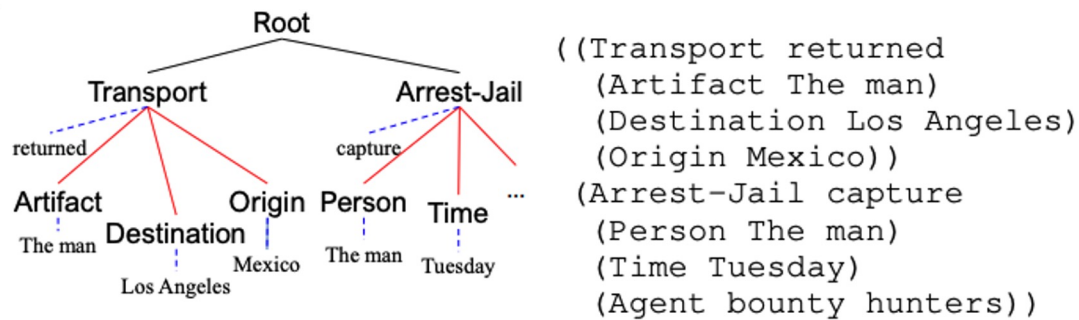 Root
Transport
Arrest-Jail
returned
capture
Artifact
Destination
Origin
Person
Time
...
The man
Los Angeles
Mexico
The man
Tuesday
((Transport returned
(Artifact The man)
(Destination Los Angeles)
(Origin Mexico))
(Arrest-Jail capture
(Person The man)
(Time Tuesday)
(Agent bounty hunters))